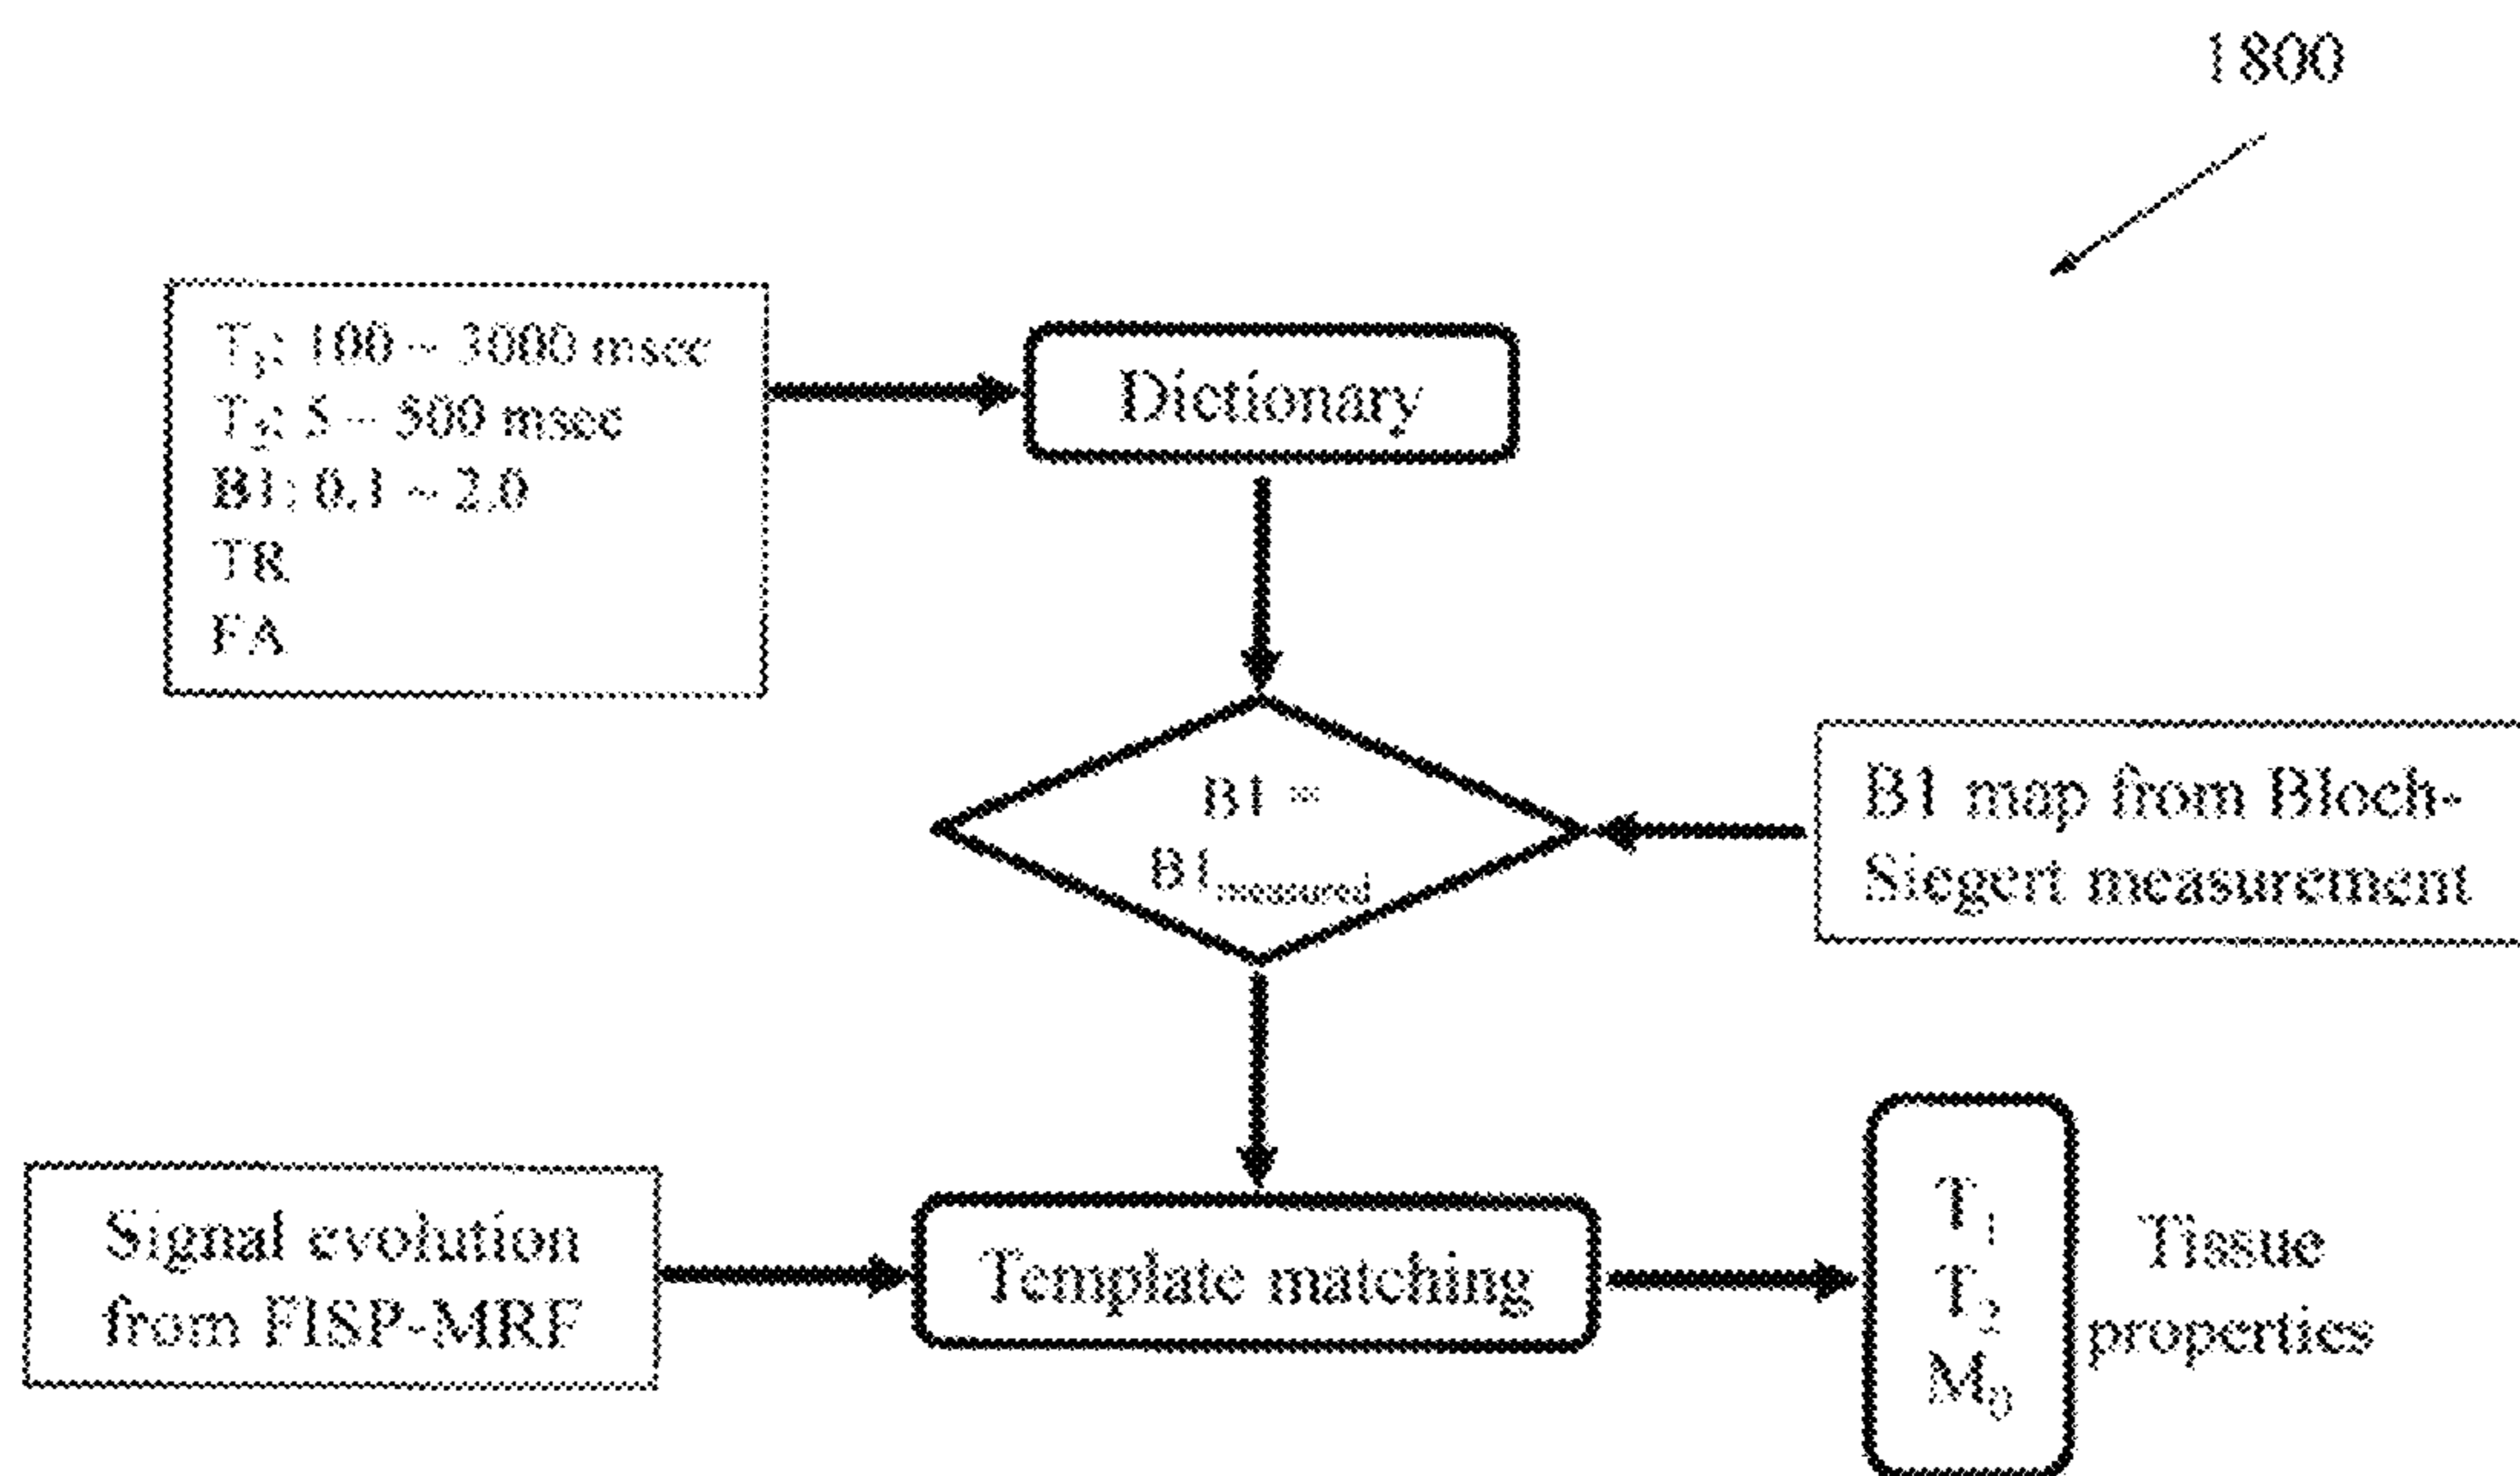 1800
T1: 100 ~ 3000 msec
T2: 5 ~ 500 msec
B1: 0.1 ~ 2.0
TR
FA
Dictionary
B1 =
B1measured
B1 map from Bloch-
Siegert measurement
Signal evolution
from FISP-MRF
Template matching
T1
T2
M0
Tissue
properties